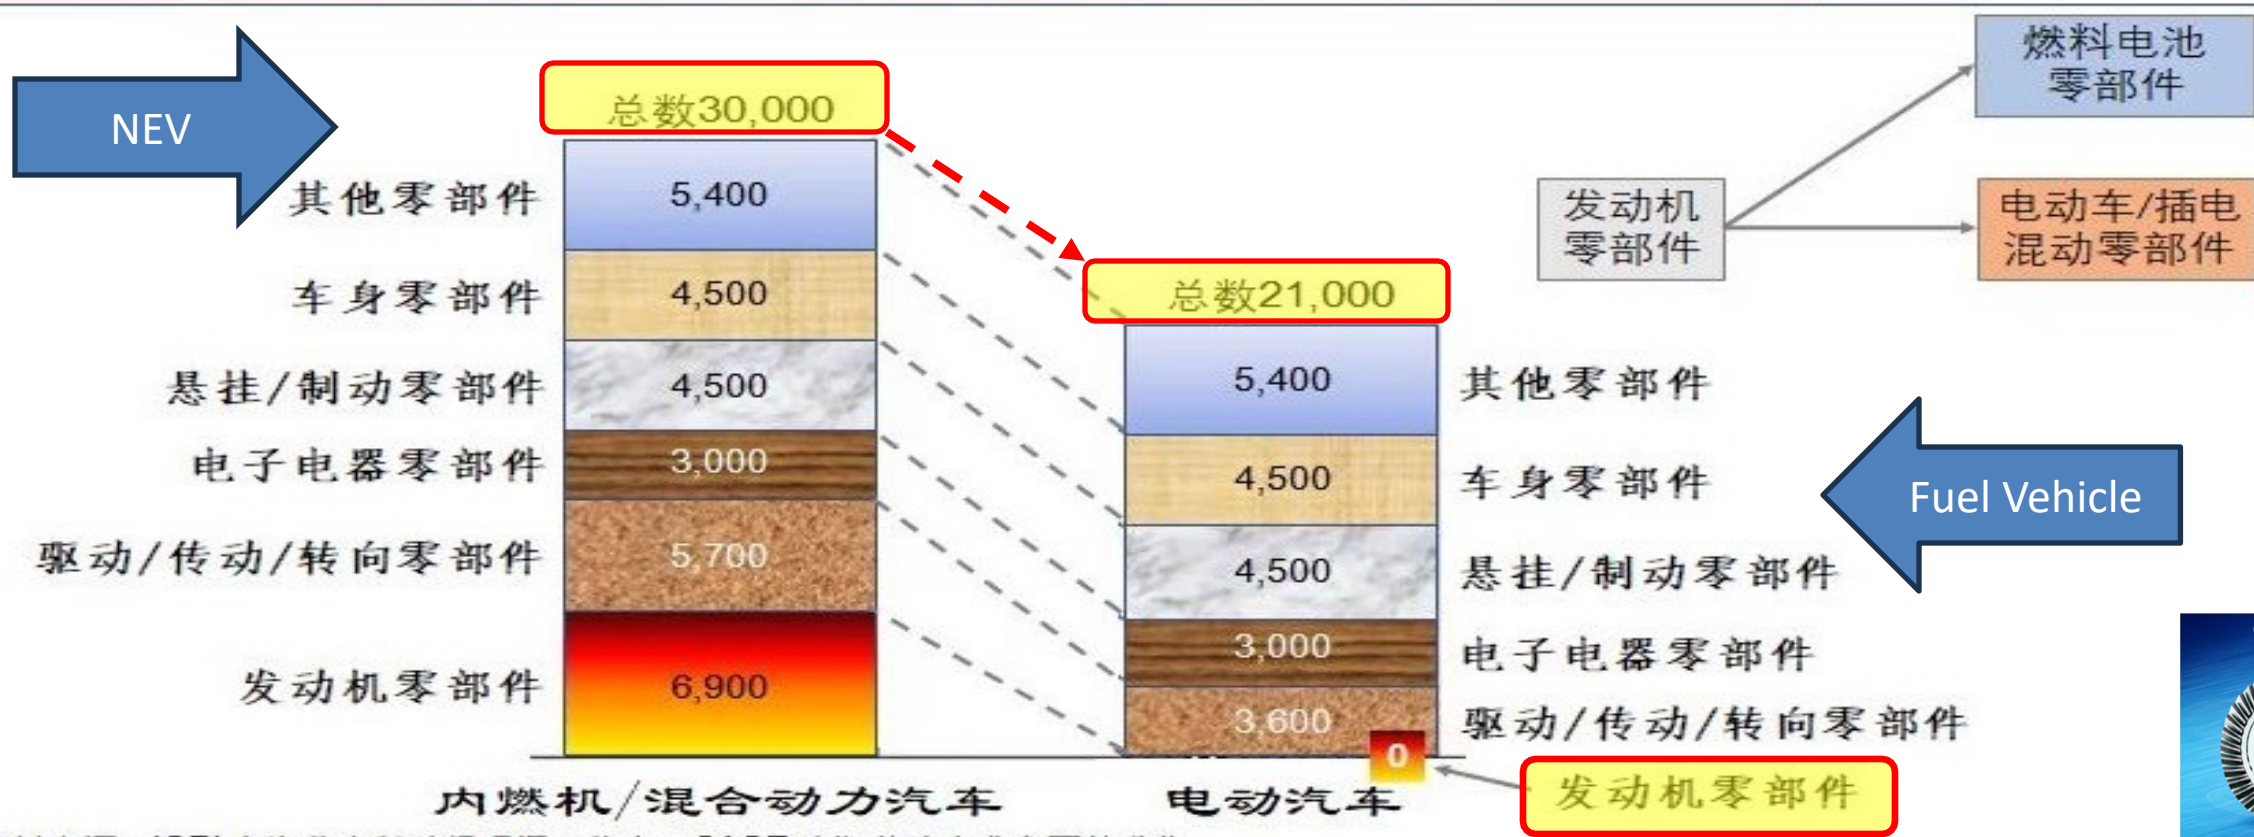 NEV
总数30,000
其他零部件
5,400
车身零部件
4,500
悬挂/制动零部件
4,500
电子电器零部件
3,000
驱动/传动/转向零部件
5,700
发动机零部件
6,900
内燃机/混合动力汽车
总数21,000
5,400
其他零部件
4,500
车身零部件
4,500
悬挂/制动零部件
3,000
电子电器零部件
3,600
驱动/传动/转向零部件
0
发动机零部件
电动汽车
Fuel Vehicle
发动机
零部件
燃料电池
零部件
电动车/插电
混动零部件